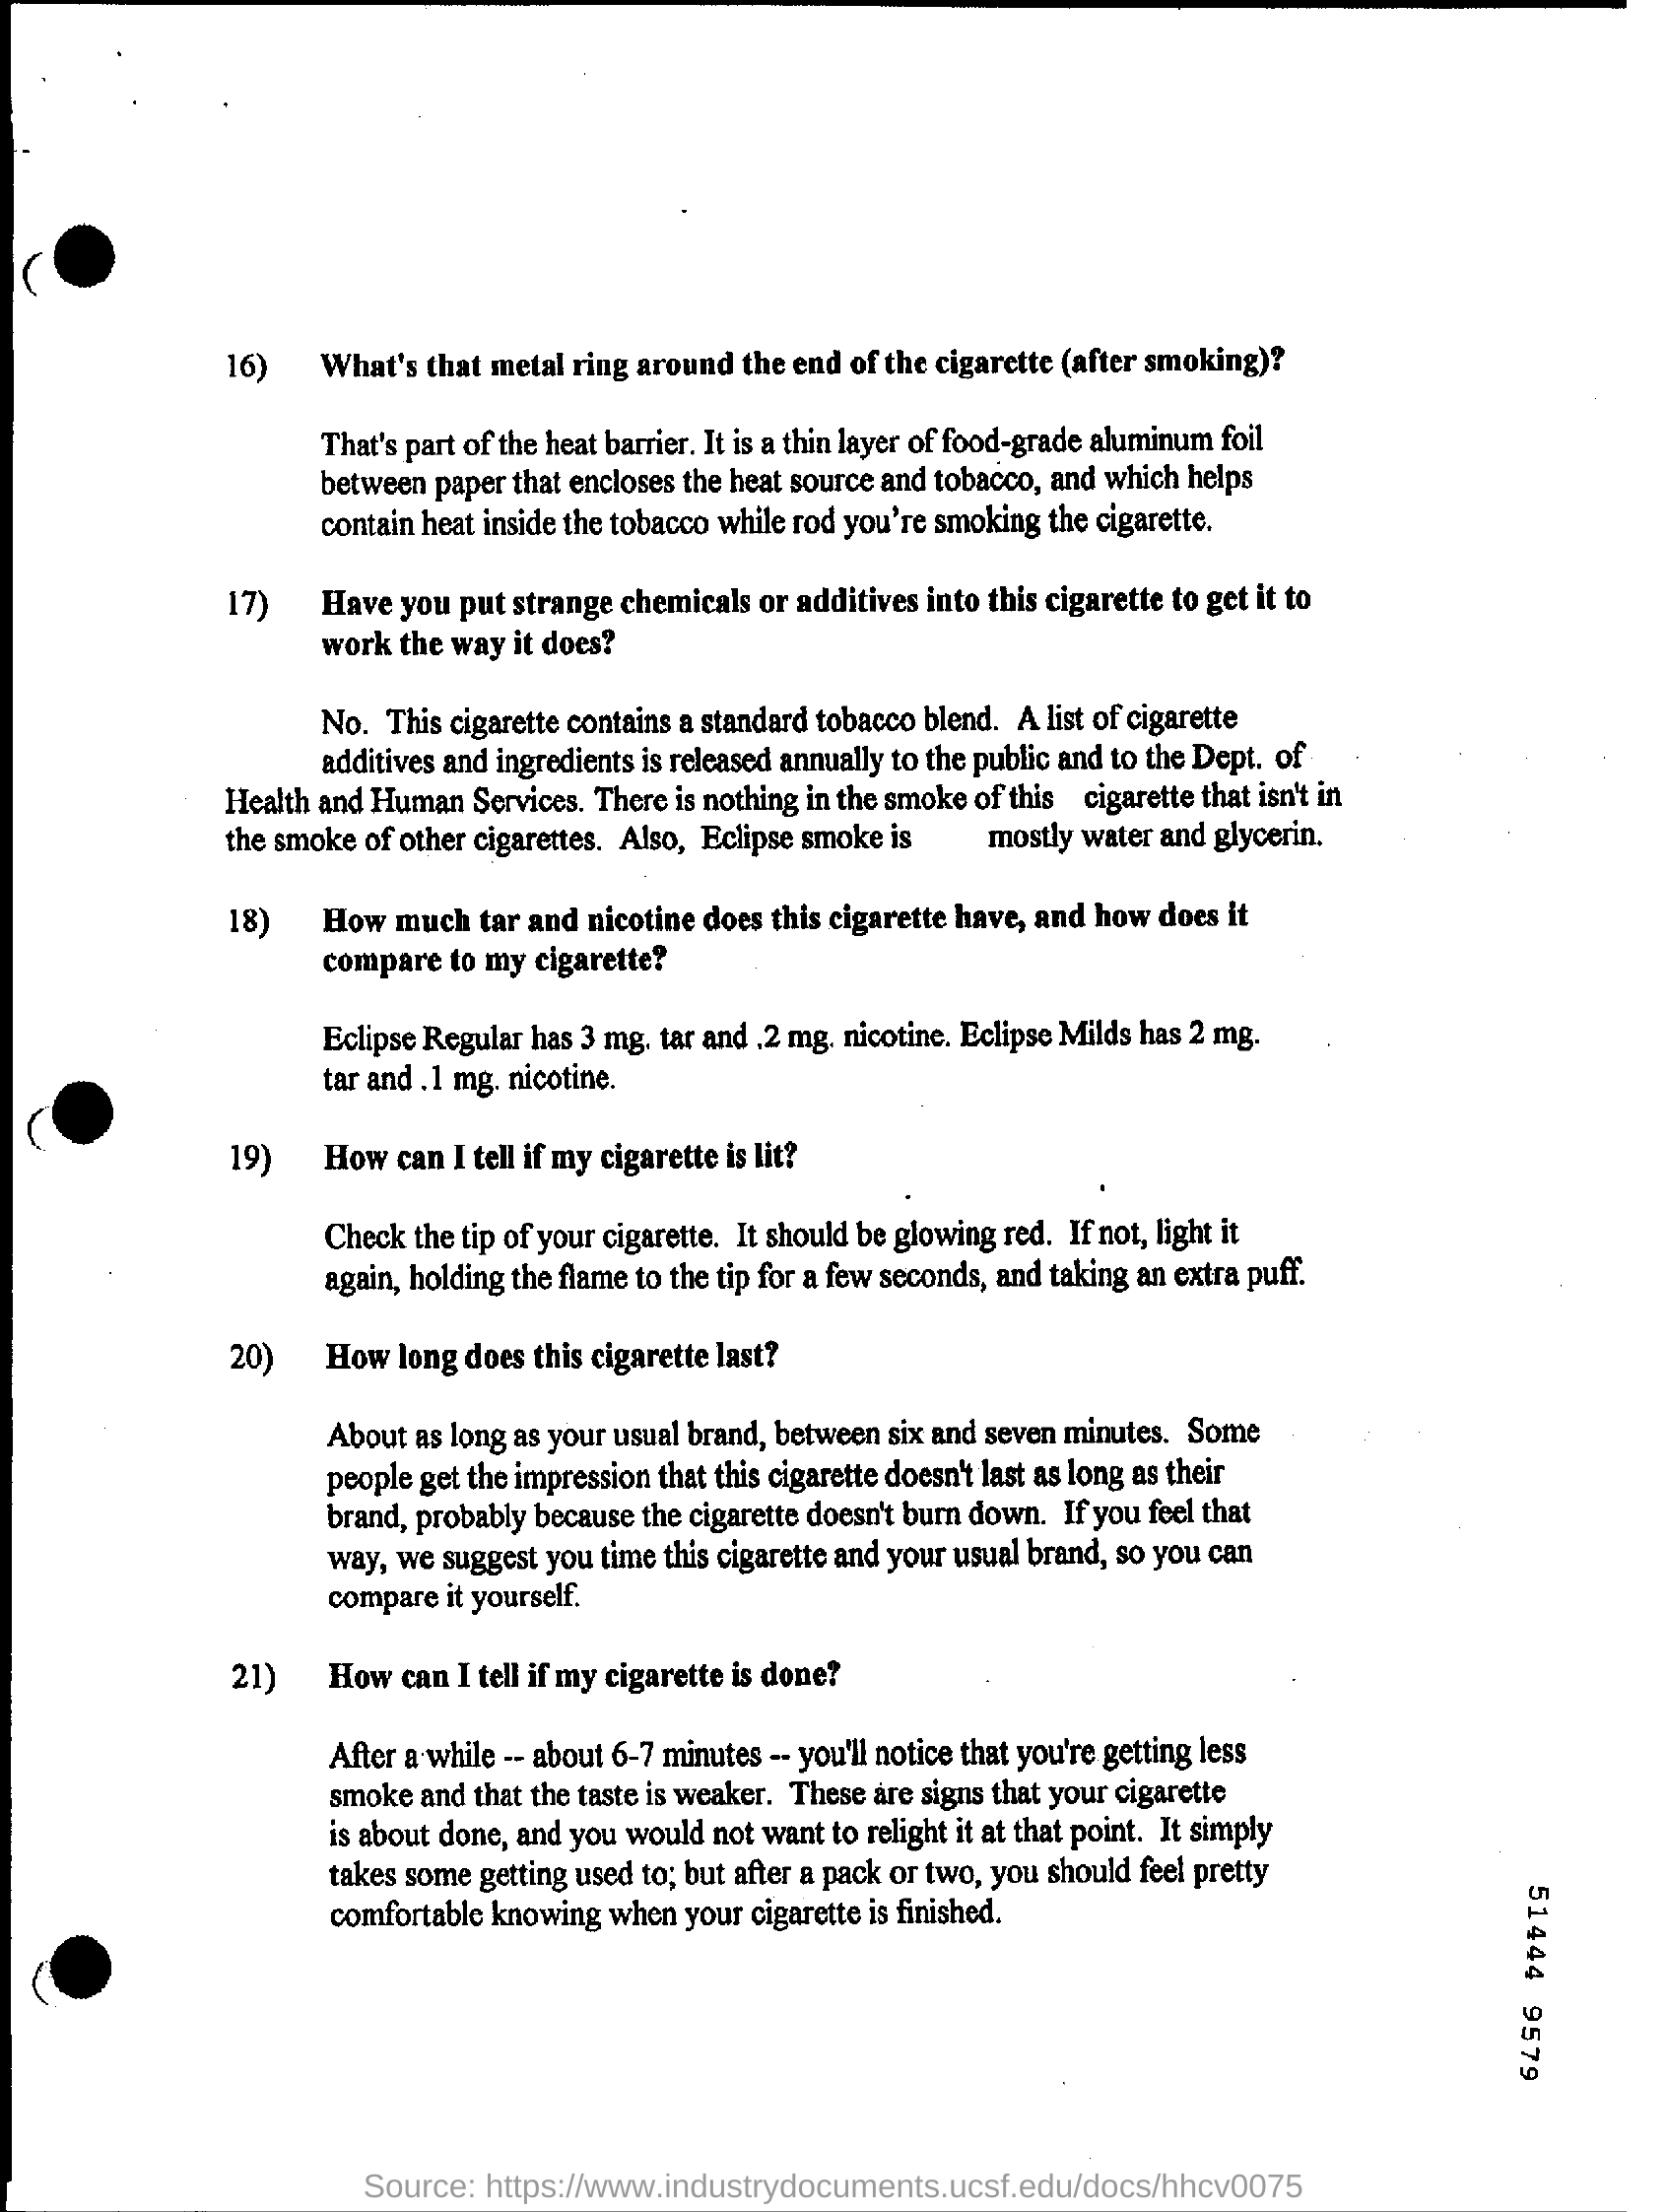 16) What's that metal ring around the end of the cigarette (after smoking)?
That's part of the heat barrier. It is a thin layer of food-grade aluminum foil
between paper that encloses the heat source and tobacco, and which helps
contain heat inside the tobacco while rod you're smoking the cigarette.
17) Have you put strange chemicals or additives into this cigarette to get it to
work the way it does?
No. This cigarette contains a standard tobacco blend. A list of cigarette
additives and ingredients is released annually to the public and to the Dept. of
Health and Human Services. There is nothing in the smoke of this cigarette that isn't in
the smoke of other cigarettes. Also, Eclipse smoke is mostly water and glycerin.
18) How much tar and nicotine does this cigarette have, and how does it
compare to my cigarette?
Eclipse Regular has 3 mg. tar and .2 mg. nicotine. Eclipse Milds has 2 mg.
tar and .1 mg. nicotine.
19) How can I tell if my cigarette is lit?
Check the tip of your cigarette. It should be glowing red. If not, light it
again, holding the flame to the tip for a few seconds, and taking an extra puff.
20) How long does this cigarette last?
About as long as your usual brand, between six and seven minutes. Some
people get the impression that this cigarette doesn't last as long as their
brand, probably because the cigarette doesn't burn down. If you feel that
way, we suggest you time this cigarette and your usual brand, so you can
compare it yourself.
21) How can I tell if my cigarette is done?
After a while -- about 6-7 minutes -- you'll notice that you're getting less
smoke and that the taste is weaker. These are signs that your cigarette
is about done, and you would not want to relight it at that point. It simply
takes some getting used to; but after a pack or two, you should feel pretty
comfortable knowing when your cigarette is finished.
51444 9579
Source: https://www.industrydocuments.ucsf.edu/docs/hhcv0075